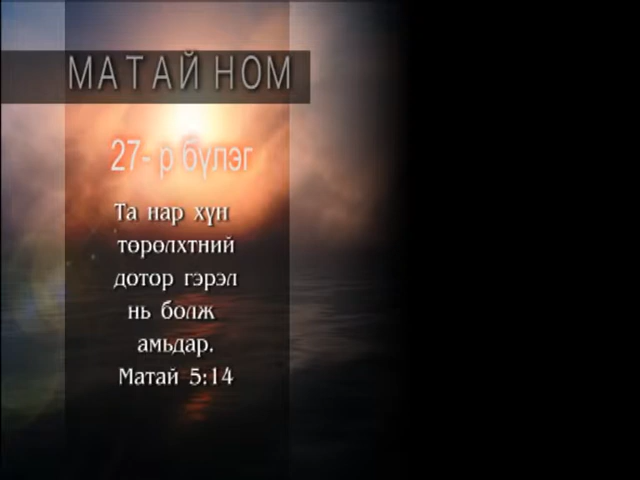 МАТАЙ НОМ
27- р бүлэг
Та нар хүн
төрөлхтний
дотор гэрэл
нь болж
амьдар.
Матай 5:14